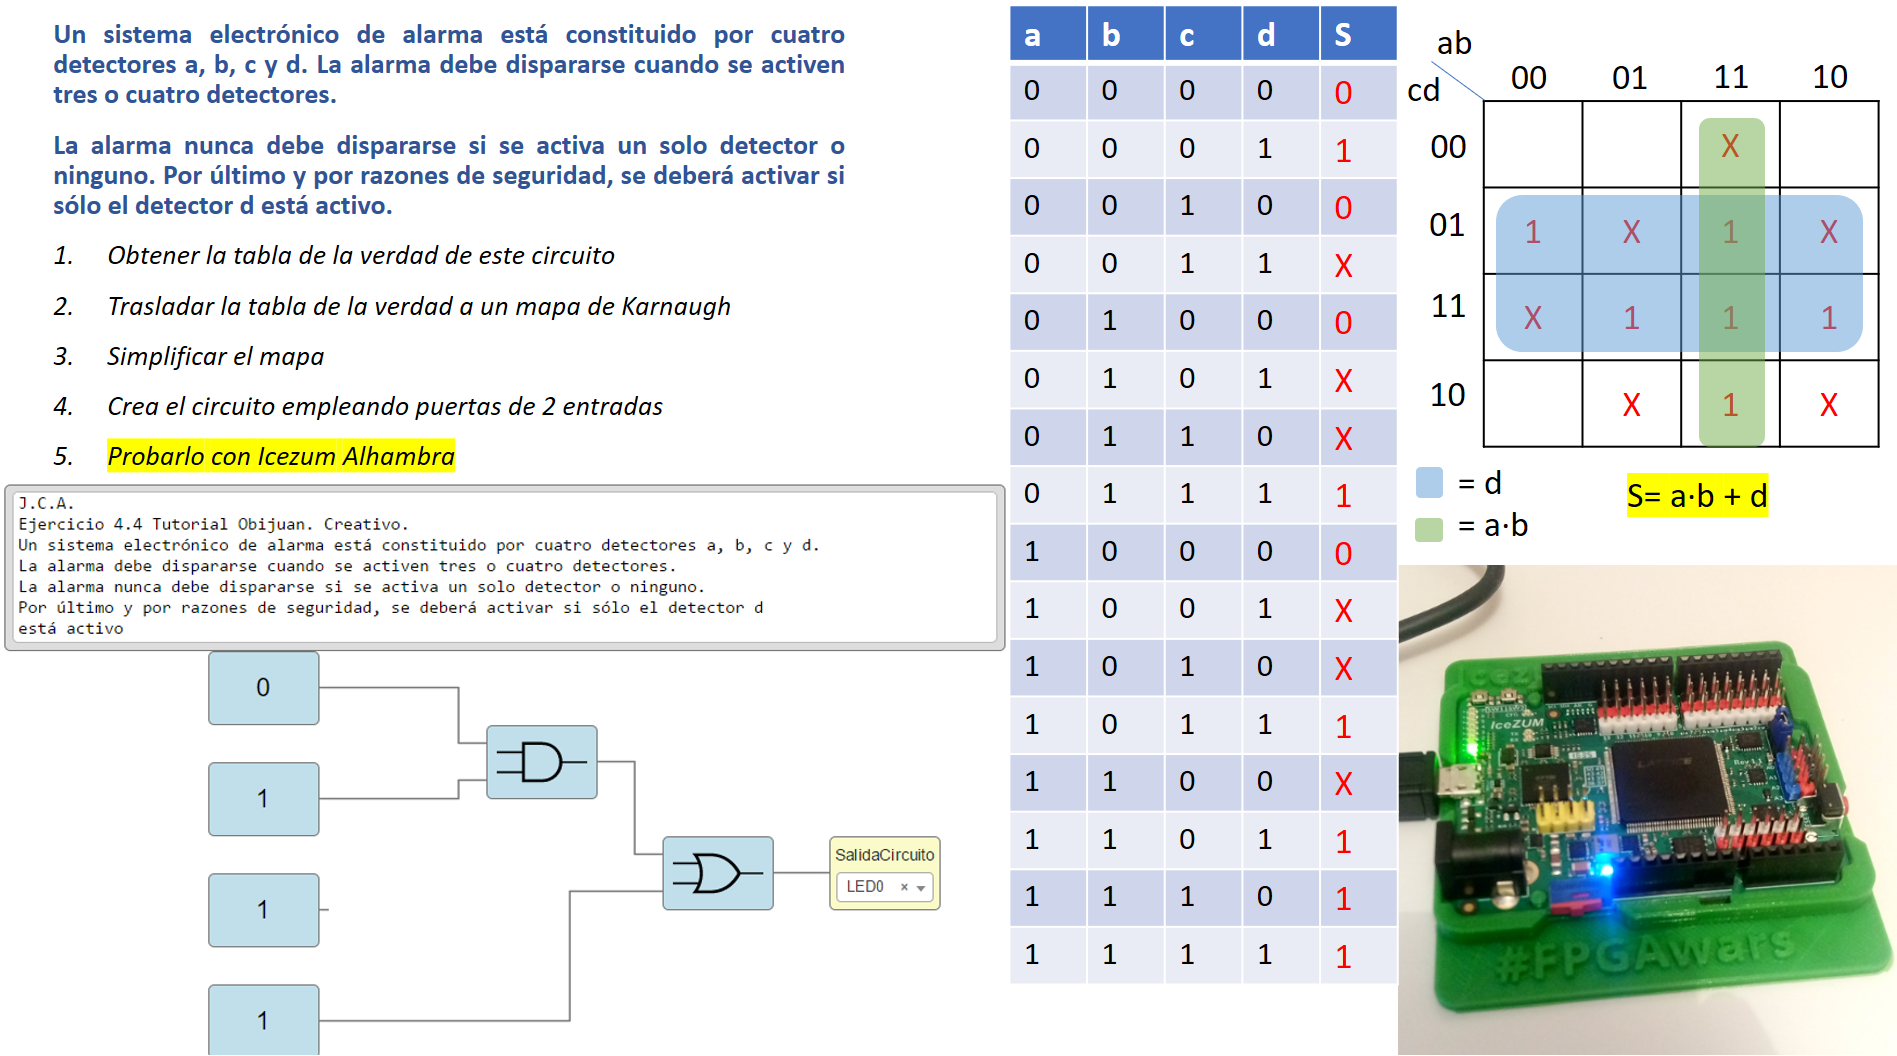 Un sistema electrónico de alarma está constituido por cuatro
detectores a, b, c y d. La alarma debe dispararse cuando se activen
tres o cuatro detectores.
La alarma nunca debe dispararse si se activa un solo detector o
ninguno. Por último y por razones de seguridad, se deberá activar si
sólo el detector d está activo.
1. Obtener la tabla de la verdad de este circuito
2. Trasladar la tabla de la verdad a un mapa de Karnaugh
3. Simplificar el mapa
4. Crea el circuito empleando puertas de 2 entradas
5. Probarlo con Icezum Alhambra
J.C.A.
Ejercicio 4.4 Tutorial Obijuan. Creativo.
Un sistema electrónico de alarma está constituido por cuatro detectores a, b, c y d.
La alarma debe dispararse cuando se activen tres o cuatro detectores.
La alarma nunca debe dispararse si se activa un solo detector o ninguno.
Por último y por razones de seguridad, se deberá activar si sólo el detector d
está activo
0
1
1
1
SalidaCircuito
LED0 ×
a b c d S
0 0 0 0 0
0 0 0 1 1
0 0 1 0 0
0 0 1 1 X
0 1 0 0 0
0 1 0 1 X
0 1 1 0 X
0 1 1 1 1
1 0 0 0 0
1 0 0 1 X
1 0 1 0 X
1 0 1 1 1
1 1 0 0 X
1 1 0 1 1
1 1 1 0 1
1 1 1 1 1
ab
cd 00 01 11 10
00 X
01 1 X 1 X
11 X 1 1 1
10 X 1 X
= d
= a·b
S= a·b + d
iceZUM
Rev1.1
#FPGAwars